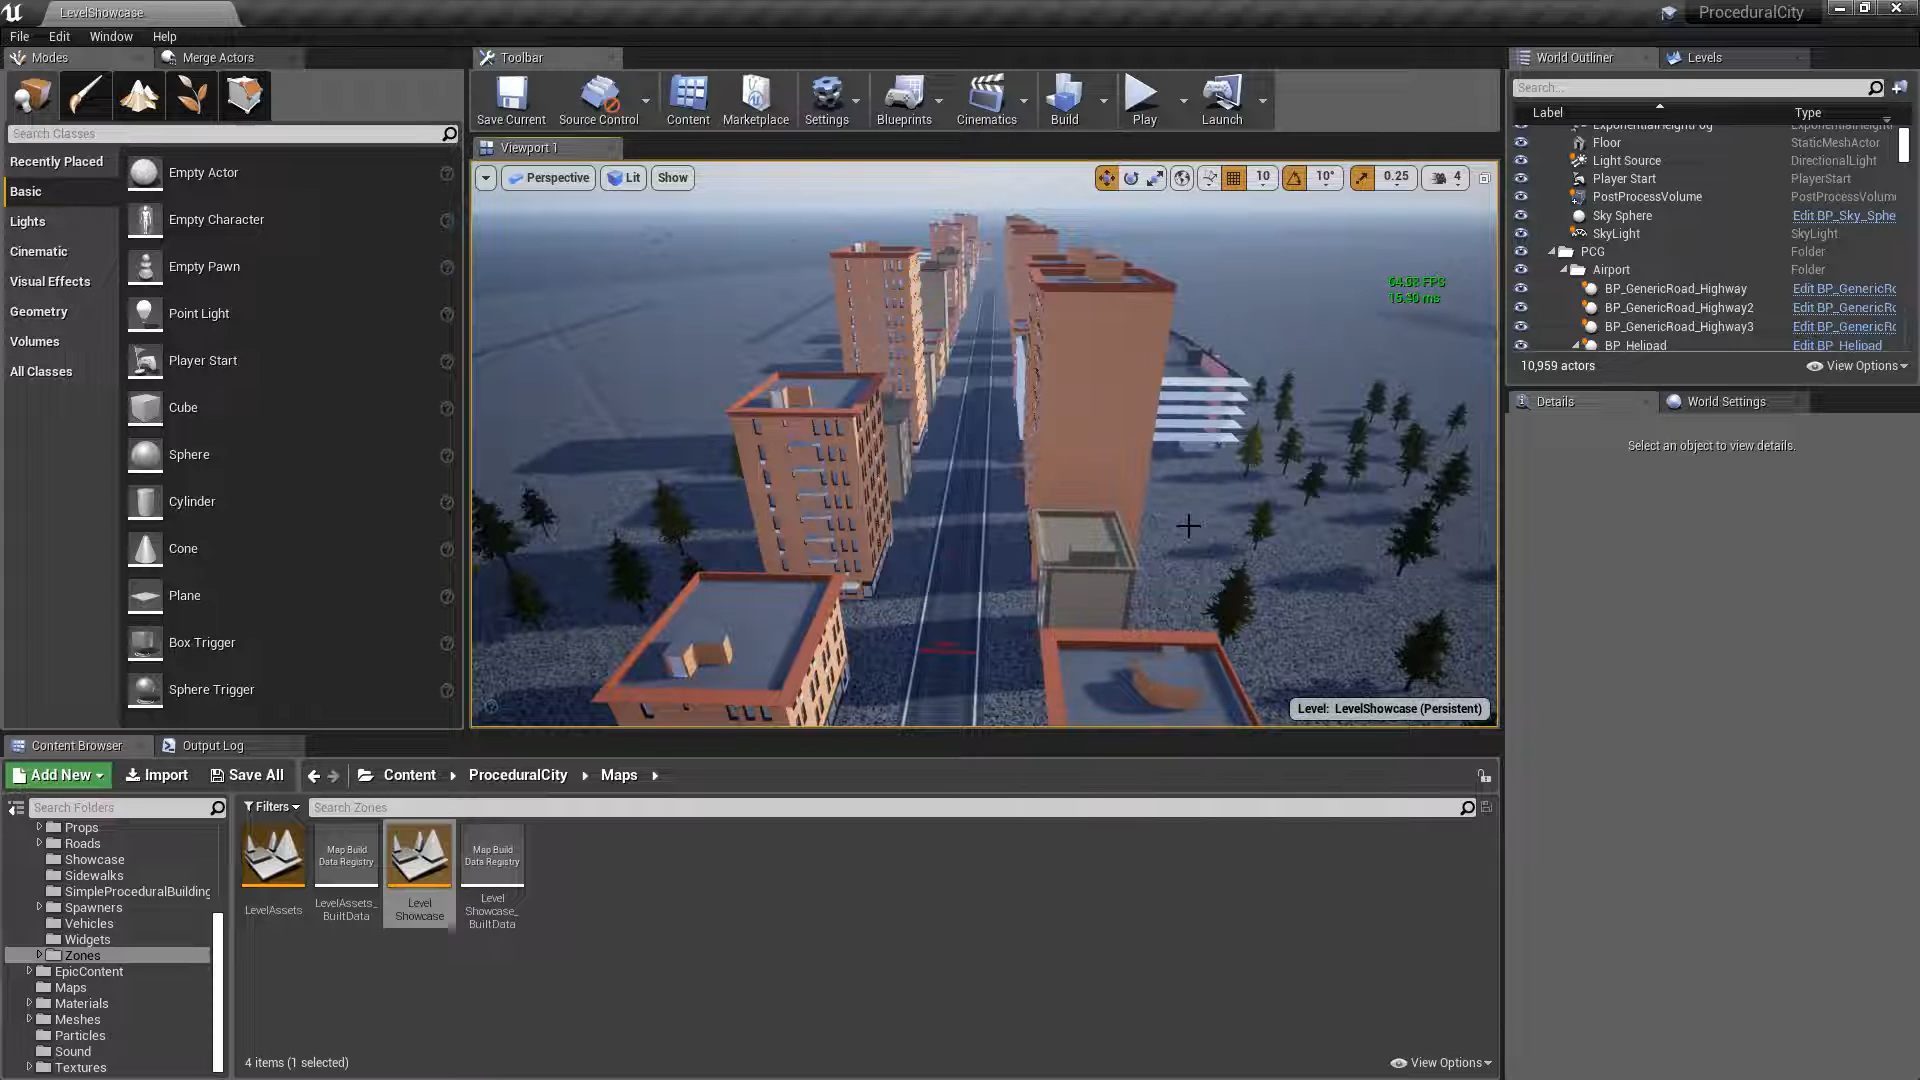 LevelShowcase
ProceduralCity
File
Edit
Window
Help
Modes
Merge Actors
Toolbar
World Outliner
Levels
Save Current
Source Control
Content
Marketplace
Settings
Blueprints
Cinematics
Build
Play
Launch
Search...
Label
Type
Search Classes
Viewport 1
Recently Placed
Basic
Lights
Cinematic
Visual Effects
Geometry
Volumes
All Classes
Empty Actor
Empty Character
Empty Pawn
Point Light
Player Start
Cube
Sphere
Cylinder
Cone
Plane
Box Trigger
Sphere Trigger
Perspective
Lit
Show
10
10°
0.25
4
15.90 ms
Level: LevelShowcase (Persistent)
Floor
StaticMeshActor
Light Source
DirectionalLight
Player Start
PlayerStart
PostProcessVolume
PostProcessVolum
Sky Sphere
Edit BP_Sky_Sphe
SkyLight
SkyLight
PCG
Folder
Airport
Folder
BP_GenericRoad_Highway
Edit BP_GenericRo
BP_GenericRoad_Highway2
Edit BP_GenericRo
BP_GenericRoad_Highway3
Edit BP_GenericRo
BP_Helipad
Edit BP_Helipad
10,959 actors
View Options
Details
World Settings
Select an object to view details.
Content Browser
Output Log
Add New
Import
Save All
Content
ProceduralCity
Maps
Search Folders
Filters
Search Zones
Props
Roads
Showcase
Sidewalks
SimpleProceduralBuilding
Spawners
Vehicles
Widgets
Zones
EpicContent
Maps
Materials
Meshes
Particles
Sound
Textures
LevelAssets
Map Build
Data Registry
LevelAssets_
BuiltData
Level
Showcase
Map Build
Data Registry
Level
Showcase_
BuiltData
4 items (1 selected)
View Options